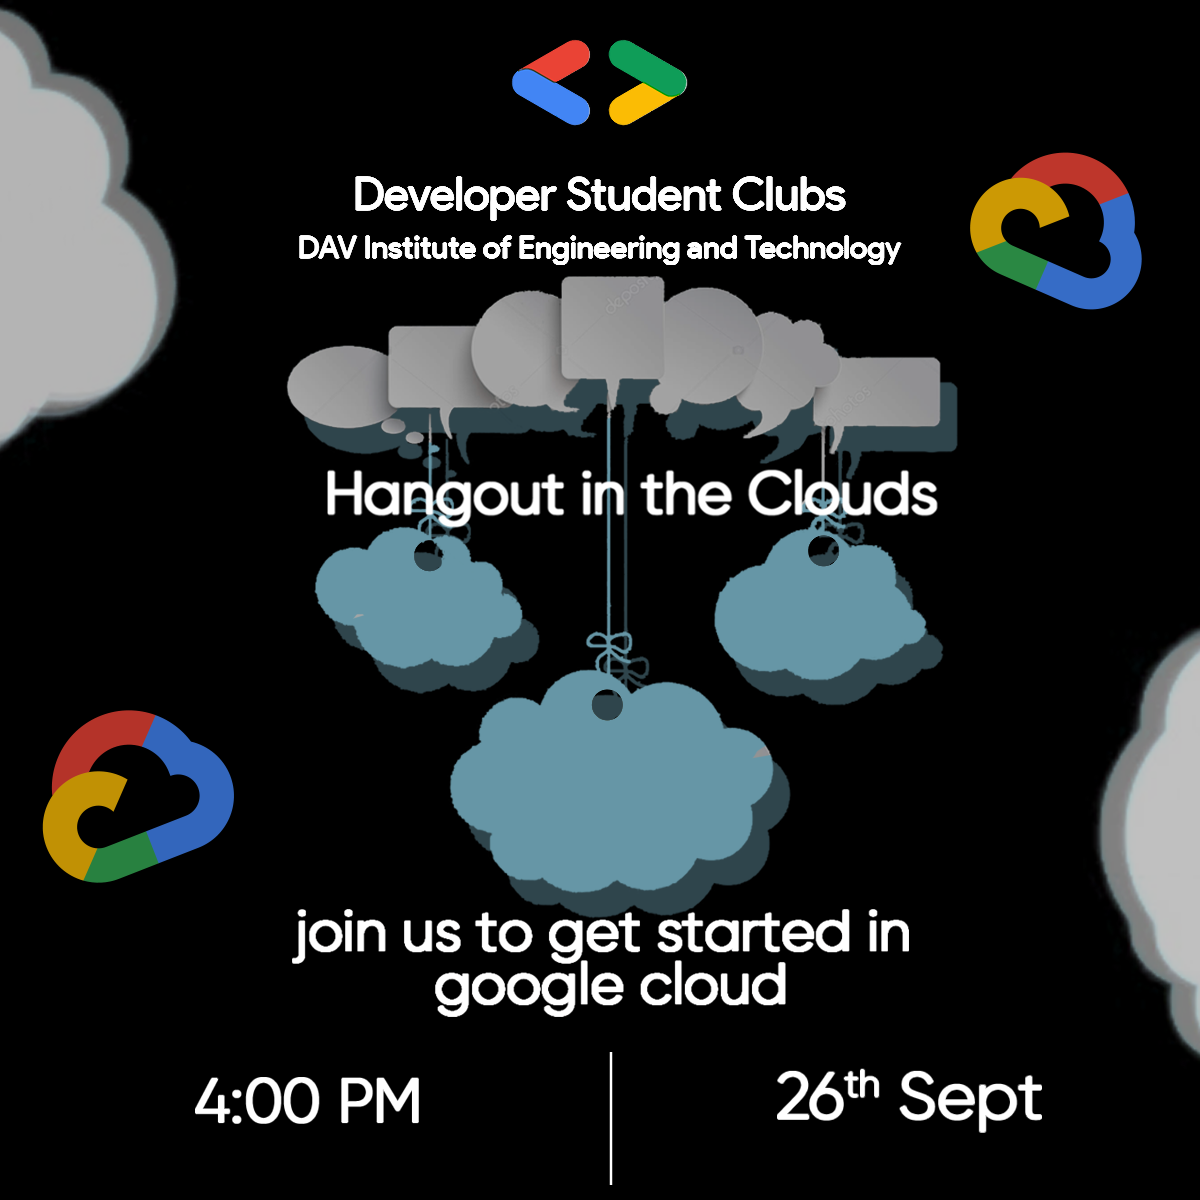 Developer Student Clubs
DAV Institute of Engineering and Technology
Hangout in the Clouds
join us to get started in
google cloud
4:00 PM
26th Sept